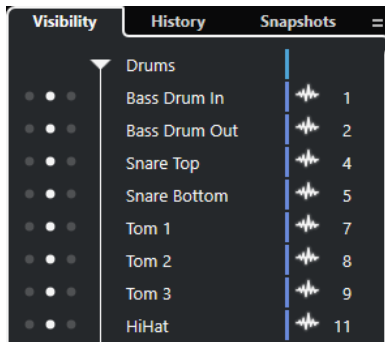 Visibility History Snapshots
Drums
Bass Drum In 1
Bass Drum Out 2
Snare Top 4
Snare Bottom 5
Tom 1 7
Tom 2 8
Tom 3 9
HiHat 11